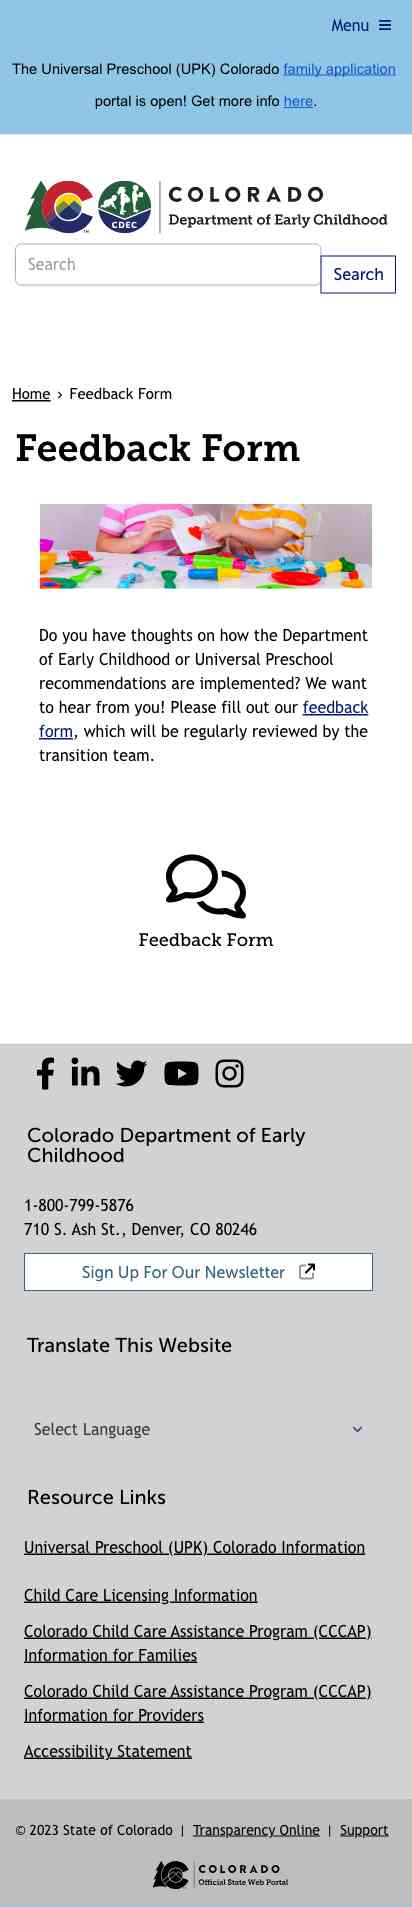 Menu
The Universal Preschool (UPK) Colorado family application
portal is open! Get more info here.
COLORADO
CDEC
TM
Department of Early Childhood
Search
Search
Home › Feedback Form
Feedback Form
Do you have thoughts on how the Department
of Early Childhood or Universal Preschool
recommendations are implemented? We want
to hear from you! Please fill out our feedback
form, which will be regularly reviewed by the
transition team.
Feedback Form
Colorado Department of Early
Childhood
1-800-799-5876
710 S. Ash St., Denver, CO 80246
Sign Up For Our Newsletter
Translate This Website
Select Language
Resource Links
Universal Preschool (UPK) Colorado Information
Child Care Licensing Information
Colorado Child Care Assistance Program (CCCAP)
Information for Families
Colorado Child Care Assistance Program (CCCAP)
Information for Providers
Accessibility Statement
© 2023 State of Colorado | Transparency Online | Support
COLORADO
Official State Web Portal